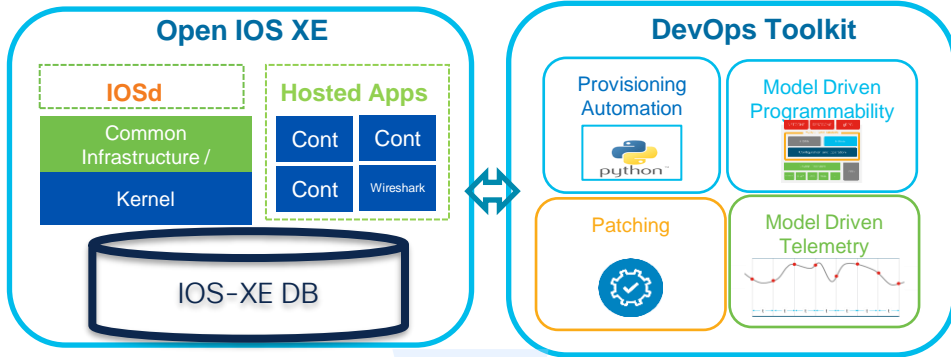 Open IOS XE
IOSd
Common
Infrastructure /
Kernel
Hosted Apps
Cont
Cont
Cont
Wireshark
IOS-XE DB
DevOps Toolkit
Provisioning
Automation
python
Model Driven
Programmability
Patching
Model Driven
Telemetry